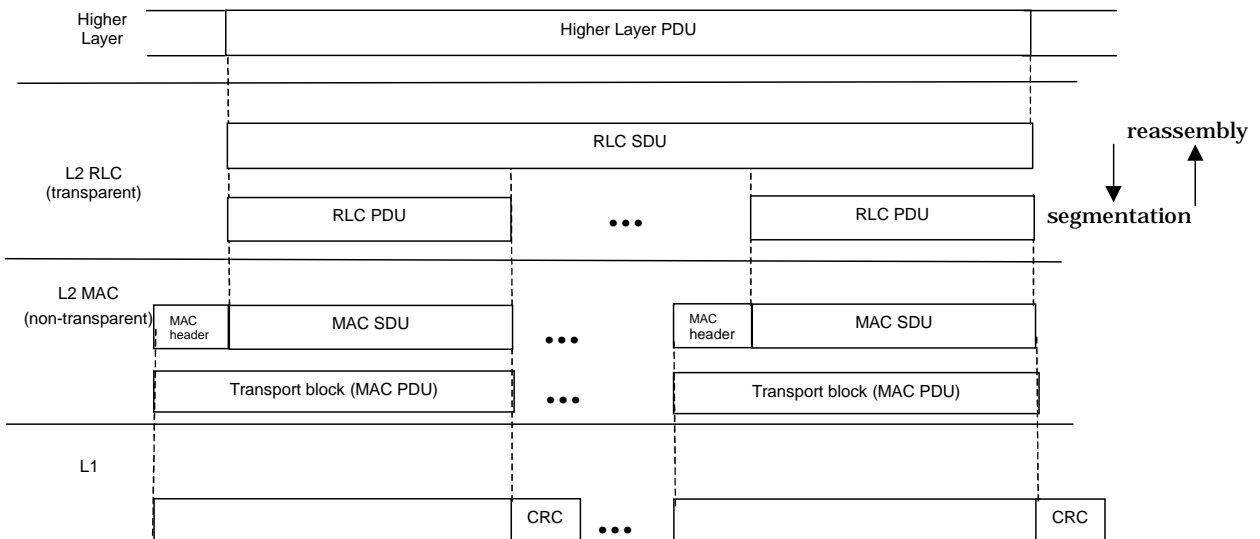 Higher
Layer
Higher Layer PDU
RLC SDU
reassembly
L2 RLC
(transparent)
RLC PDU
•••
RLC PDU
segmentation
L2 MAC
(non-transparent)
MAC
header
MAC SDU
•••
MAC
header
MAC SDU
Transport block (MAC PDU)
•••
Transport block (MAC PDU)
L1
CRC
•••
CRC